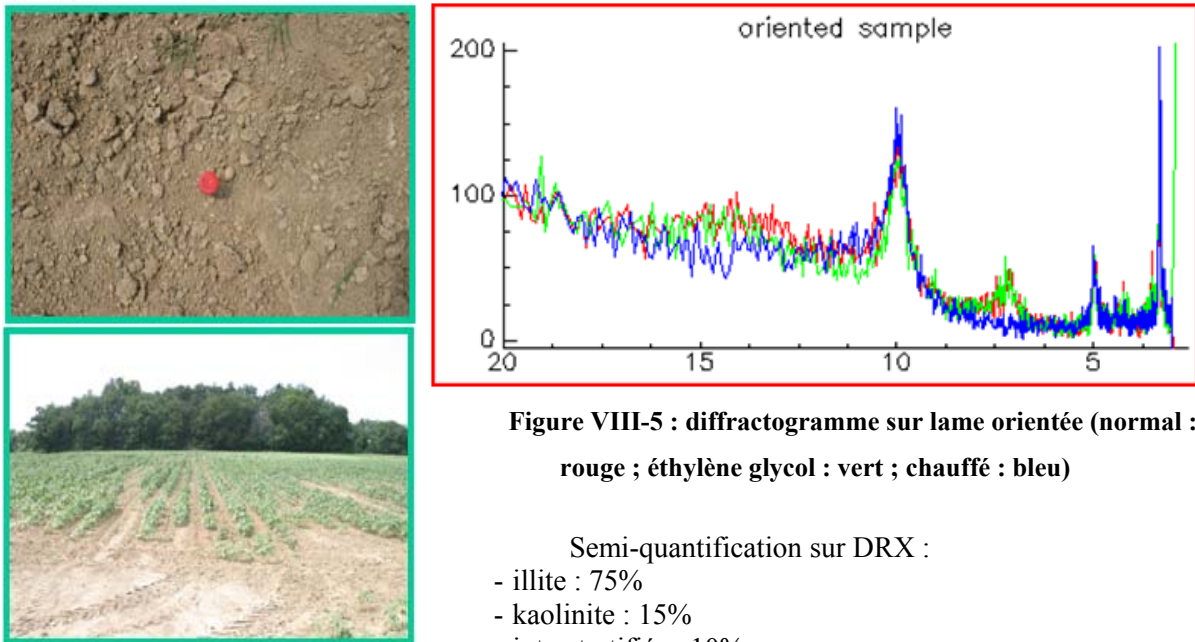 oriented sample
200
100
0
20
15
10
5
Figure VIII-5 : diffractogramme sur lame orientée (normal :
rouge ; éthylène glycol : vert ; chauffé : bleu)
Semi-quantification sur DRX :
- illite : 75%
- kaolinite : 15%